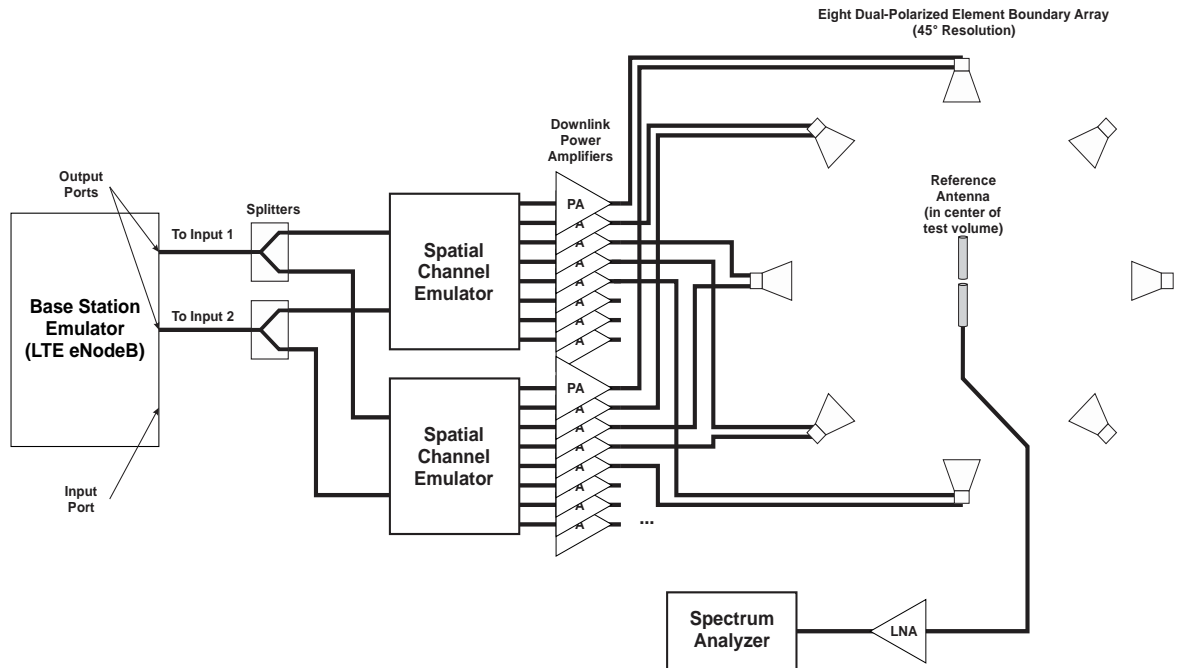 Eight Dual-Polarized Element Boundary Array
(45° Resolution)
Downlink
Power
Amplifiers
Output
Ports
Splitters
To Input 1
To Input 2
Base Station
Emulator
(LTE eNodeB)
Input
Port
Spatial
Channel
Emulator
PA
A
A
A
A
A
A
A
Spatial
Channel
Emulator
PA
A
A
A
A
A
A
A
...
Reference
Antenna
(in center of
test volume)
Spectrum
Analyzer
LNA